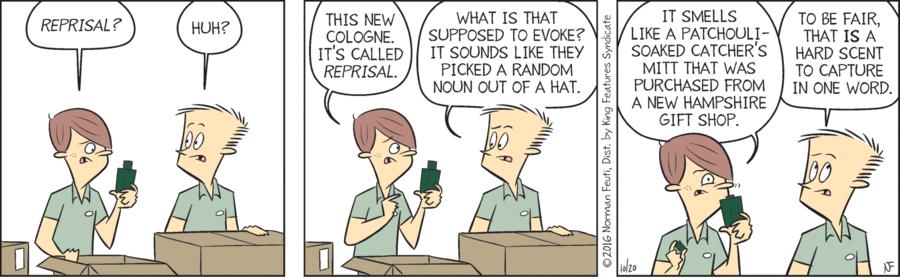 REPRISAL?
HUH?
THIS NEW
COLOGNE.
IT'S CALLED
REPRISAL.
WHAT IS THAT
SUPPOSED TO EVOKE?
IT SOUNDS LIKE THEY
PICKED A RANDOM
NOUN OUT OF A HAT.
©2016 Norman Feuti, Dist. by King Features Syndicate
IT SMELLS
LIKE A PATCHOULI-
SOAKED CATCHER'S
MITT THAT WAS
PURCHASED FROM
A NEW HAMPSHIRE
GIFT SHOP.
TO BE FAIR,
THAT IS A
HARD SCENT
TO CAPTURE
IN ONE WORD.
10/20
NF